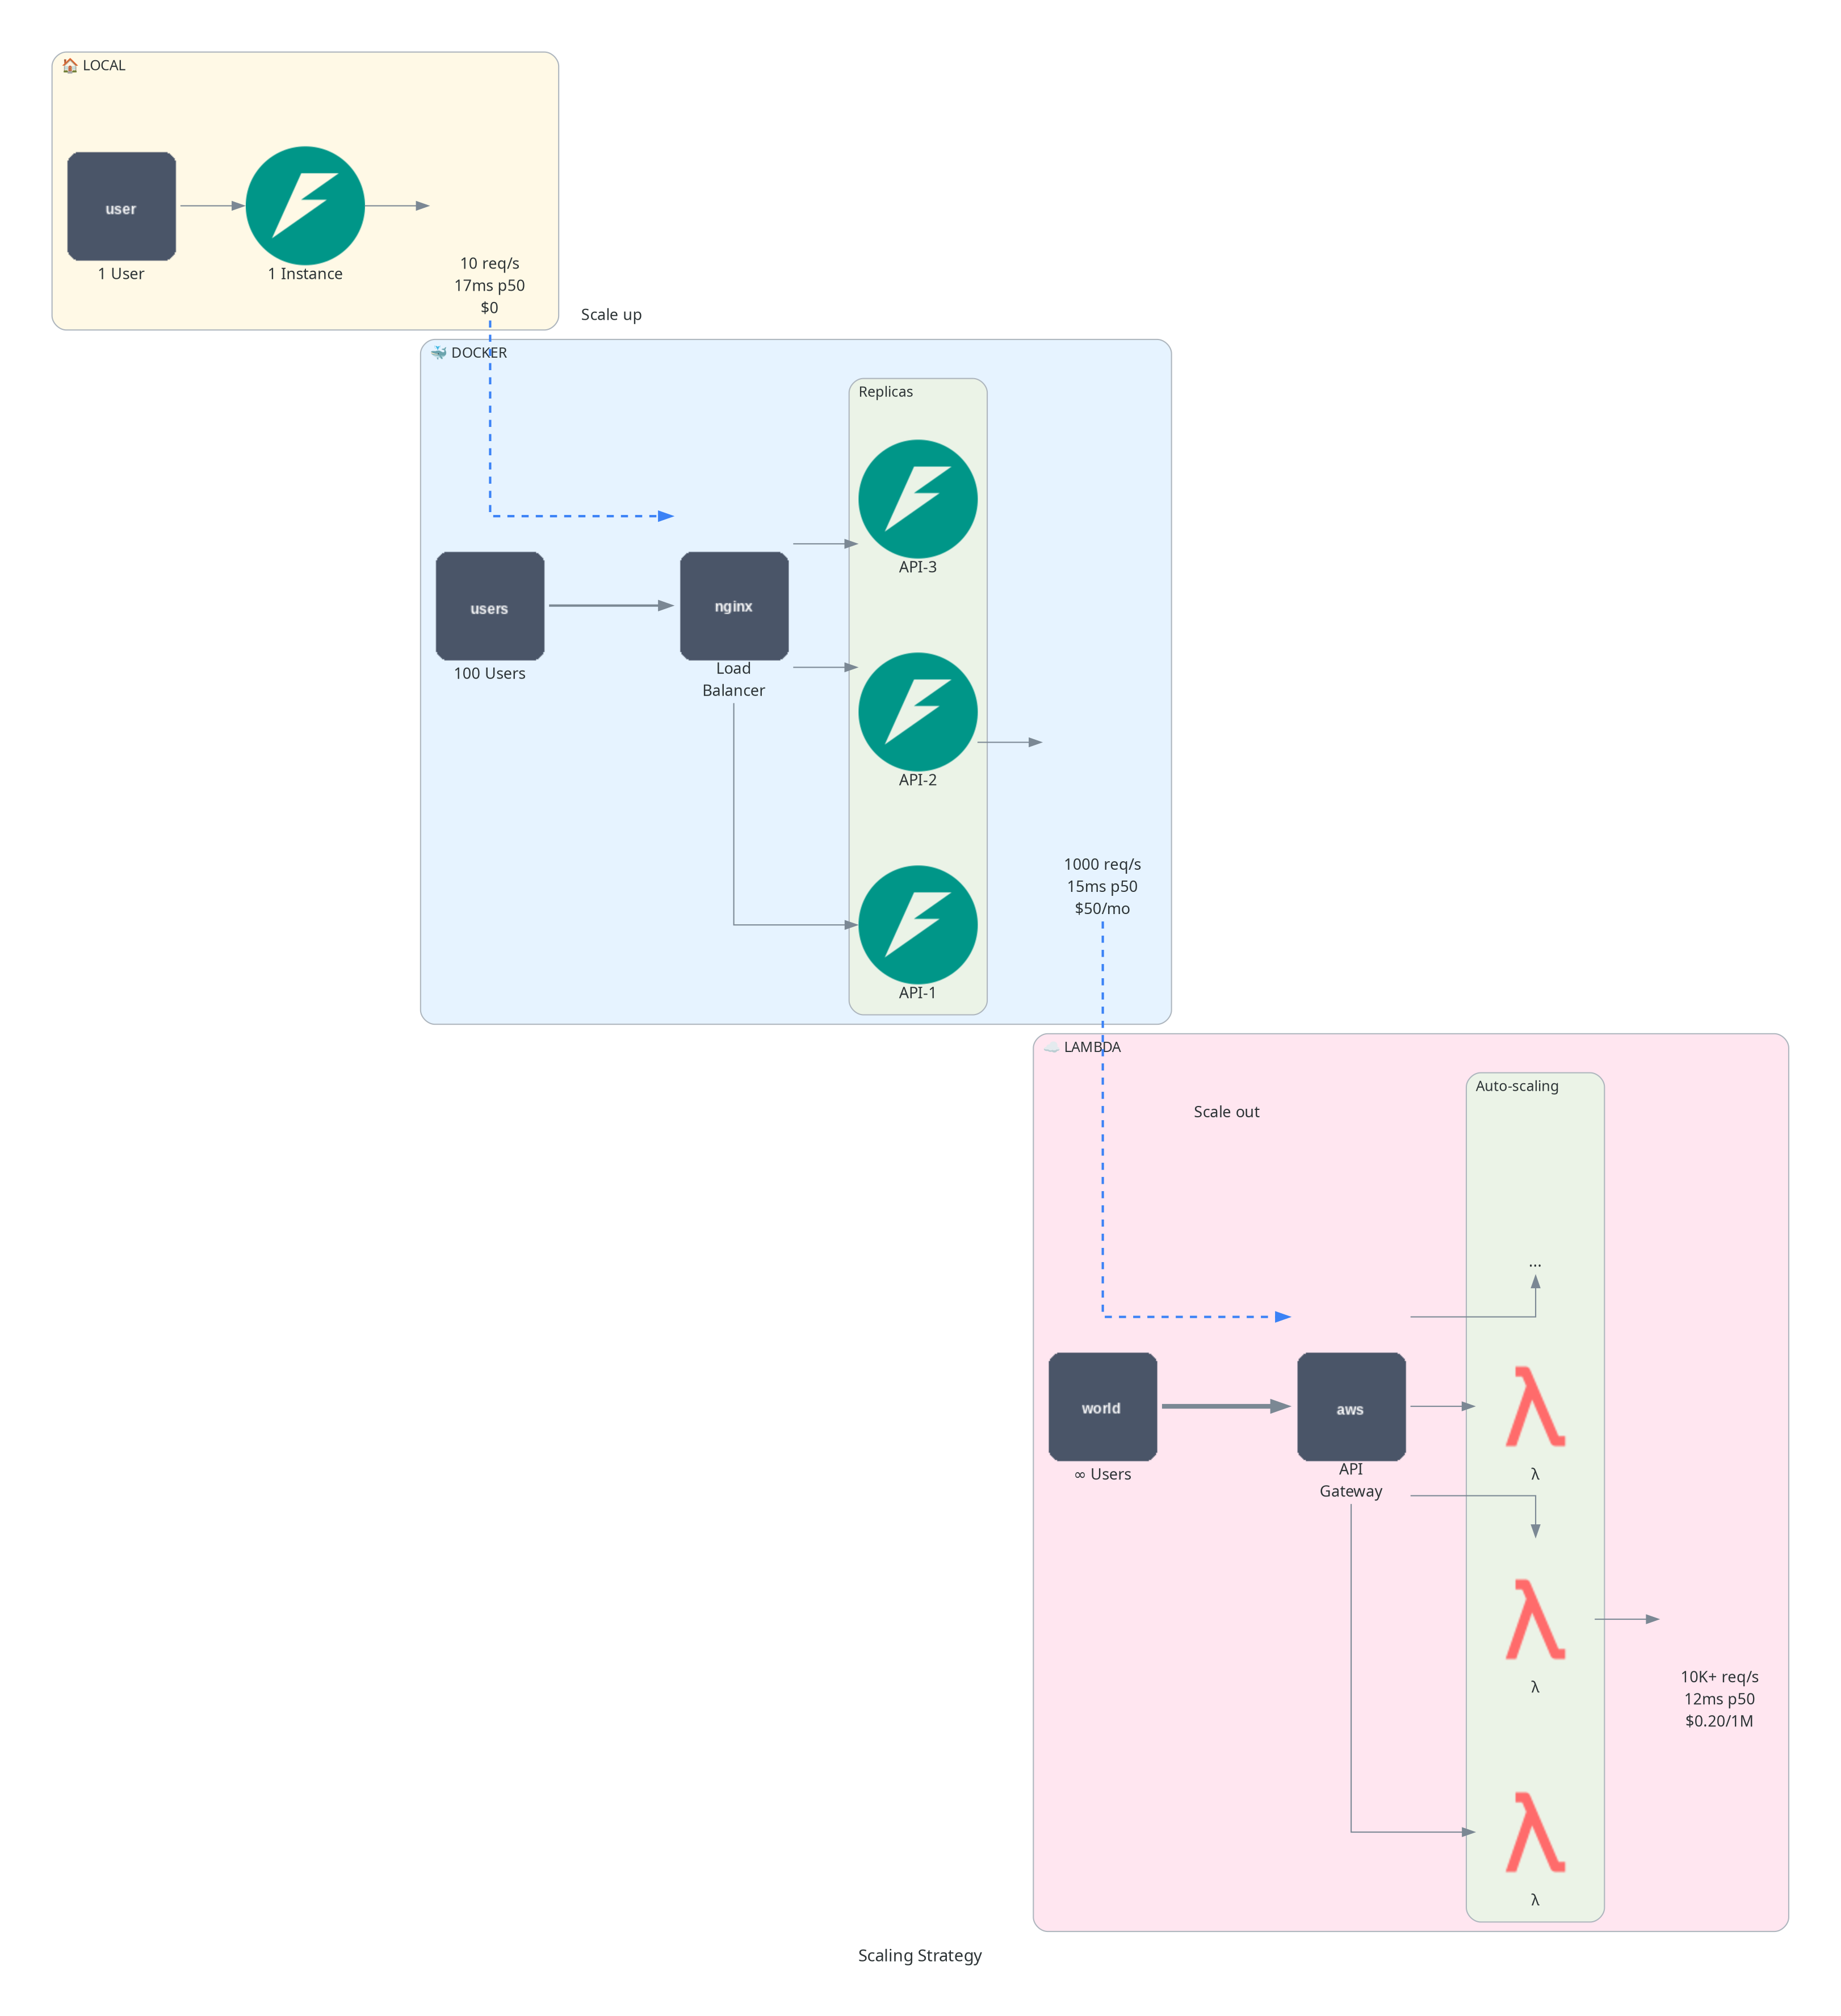 🏠 LOCAL
user
1 User
1 Instance
10 req/s
17ms p50
$0
Scale up
🐳 DOCKER
Replicas
API-3
users
100 Users
nginx
Load
Balancer
API-2
1000 req/s
15ms p50
$50/mo
API-1
☁️ LAMBDA
Auto-scaling
Scale out
...
world
∞ Users
aws
API
Gateway
λ
λ
λ
λ
10K+ req/s
12ms p50
$0.20/1M
λ
λ
Scaling Strategy